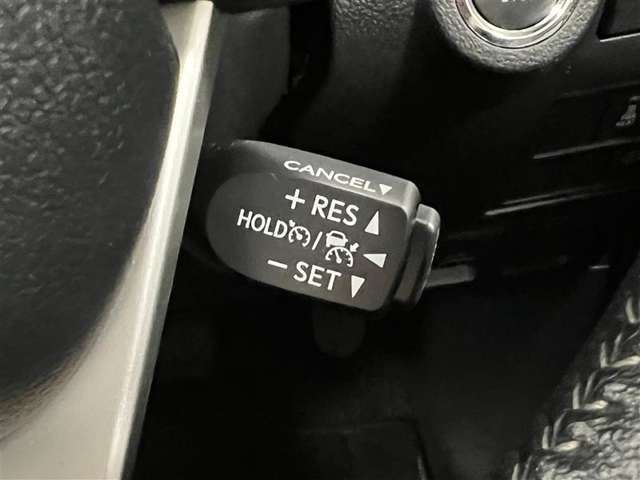 CANCEL▼
+ RES ▲
HOLD / ◀
− SET ▼